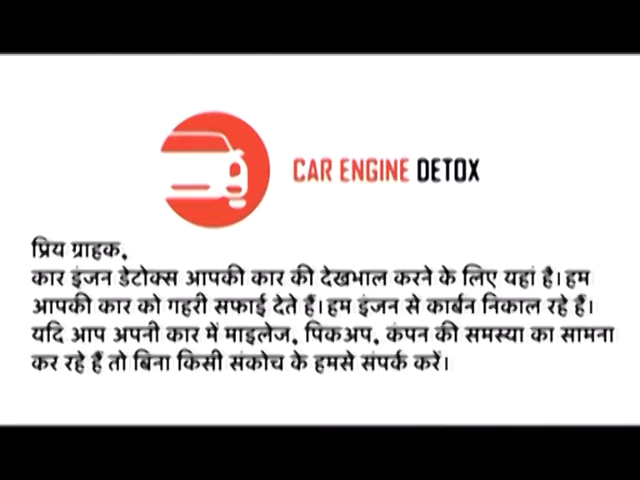 CAR ENGINE DETOX
प्रिय ग्राहक,
कार इंजन डेटोक्स आपकी कार की देखभाल करने के लिए यहां है। हम
आपकी कार को गहरी सफाई देते हैं। हम इंजन से कार्बन निकाल रहे हैं।
यदि आप अपनी कार में माइलेज, पिकअप, कंपन की समस्या का सामना
कर रहे हैं तो बिना किसी संकोच के हमसे संपर्क करें।